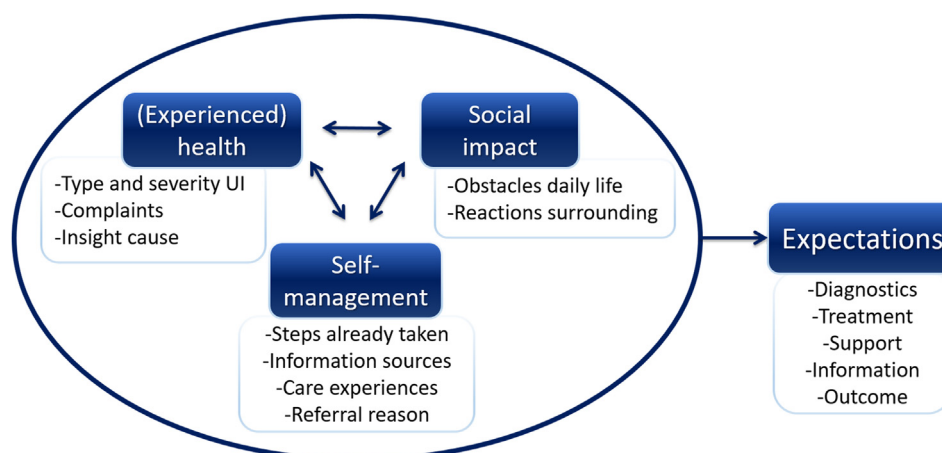 (Experienced)
health
-Type and severity UI
-Complaints
-Insight cause
Social
impact
-Obstacles daily life
-Reactions surrounding
Self-
management
-Steps already taken
-Information sources
-Care experiences
-Referral reason
Expectations
-Diagnostics
-Treatment
-Support
-Information
-Outcome